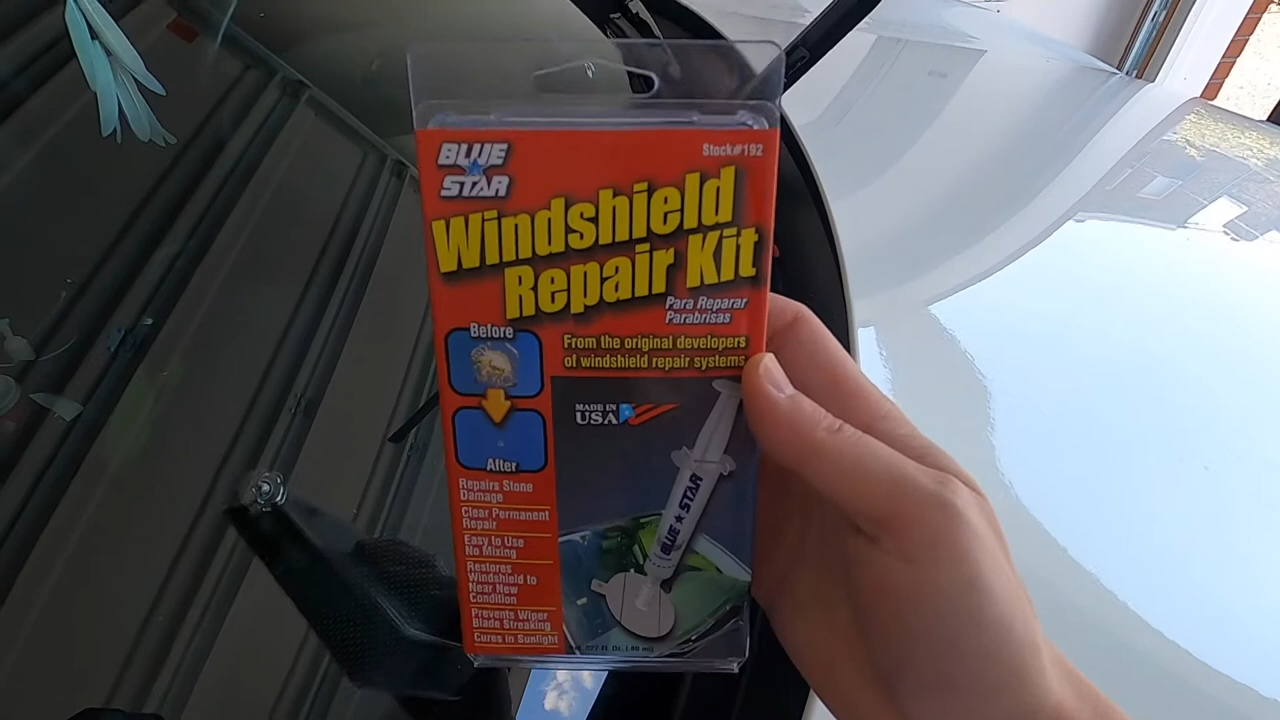 BLUE
STAR
Stock#192
Windshield
Repair Kit
Para Reparar
Parabrisas
Before
From the original developers
of windshield repair systems
MADE IN
USA
After
Repairs Stone
Damage
Clear Permanent
Repair
Easy to Use
No Mixing
Restores
Windshield to
Near New
Condition
Prevents Wiper
Blade Streaking
Cures in Sunlight
BLUE★STAR
FL. Oz.